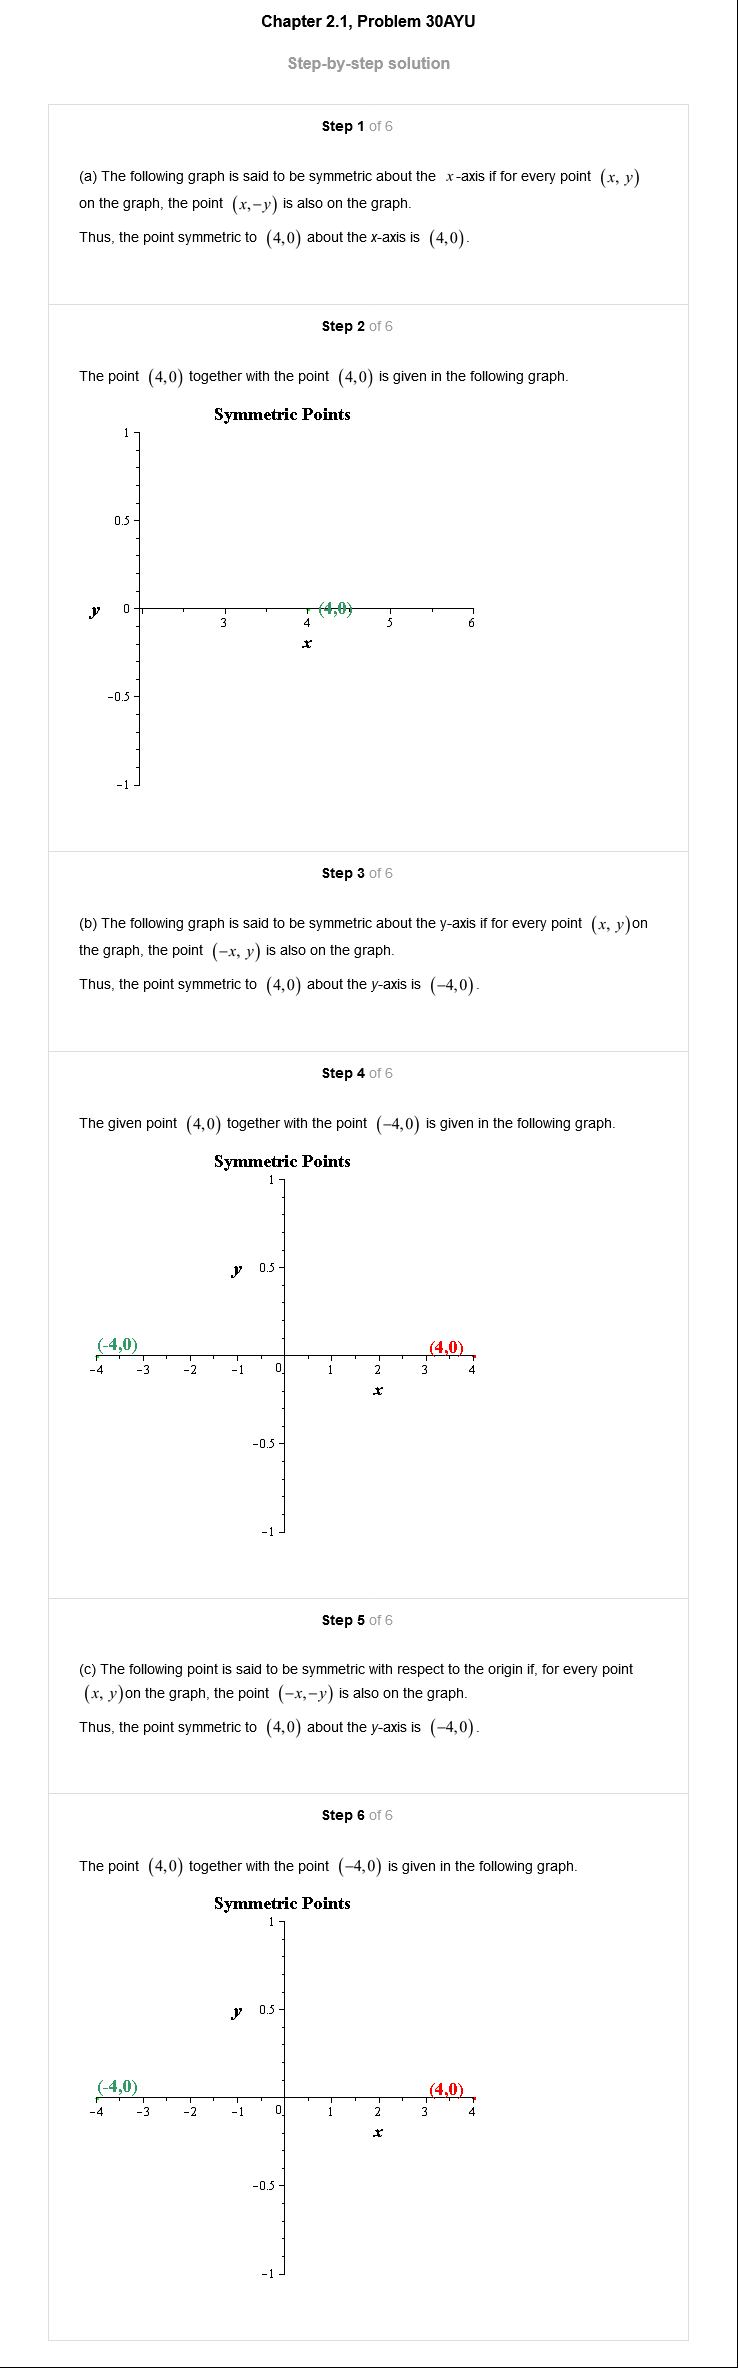 Chapter 2.1, Problem 30AYU
Step-by-step solution
Step 1 of 6
(a) The following graph is said to be symmetric about the x-axis if for every point (x, y)
on the graph, the point (x,−y) is also on the graph.
Thus, the point symmetric to (4,0) about the x-axis is (4,0).
Step 2 of 6
The point (4,0) together with the point (4,0) is given in the following graph.
Symmetric Points
1
0.5
y 0 (4,0)
3 4 5 6
x
−0.5
−1
Step 3 of 6
(b) The following graph is said to be symmetric about the y-axis if for every point (x, y)on
the graph, the point (−x, y) is also on the graph.
Thus, the point symmetric to (4,0) about the y-axis is (−4,0).
Step 4 of 6
The given point (4,0) together with the point (−4,0) is given in the following graph.
Symmetric Points
1
y 0.5
(-4,0) (4,0)
−4 −3 −2 −1 0 1 2 3 4
x
−0.5
−1
Step 5 of 6
(c) The following point is said to be symmetric with respect to the origin if, for every point
(x, y)on the graph, the point (−x,−y) is also on the graph.
Thus, the point symmetric to (4,0) about the y-axis is (−4,0).
Step 6 of 6
The point (4,0) together with the point (−4,0) is given in the following graph.
Symmetric Points
1
y 0.5
(-4,0) (4,0)
−4 −3 −2 −1 0 1 2 3 4
x
−0.5
−1